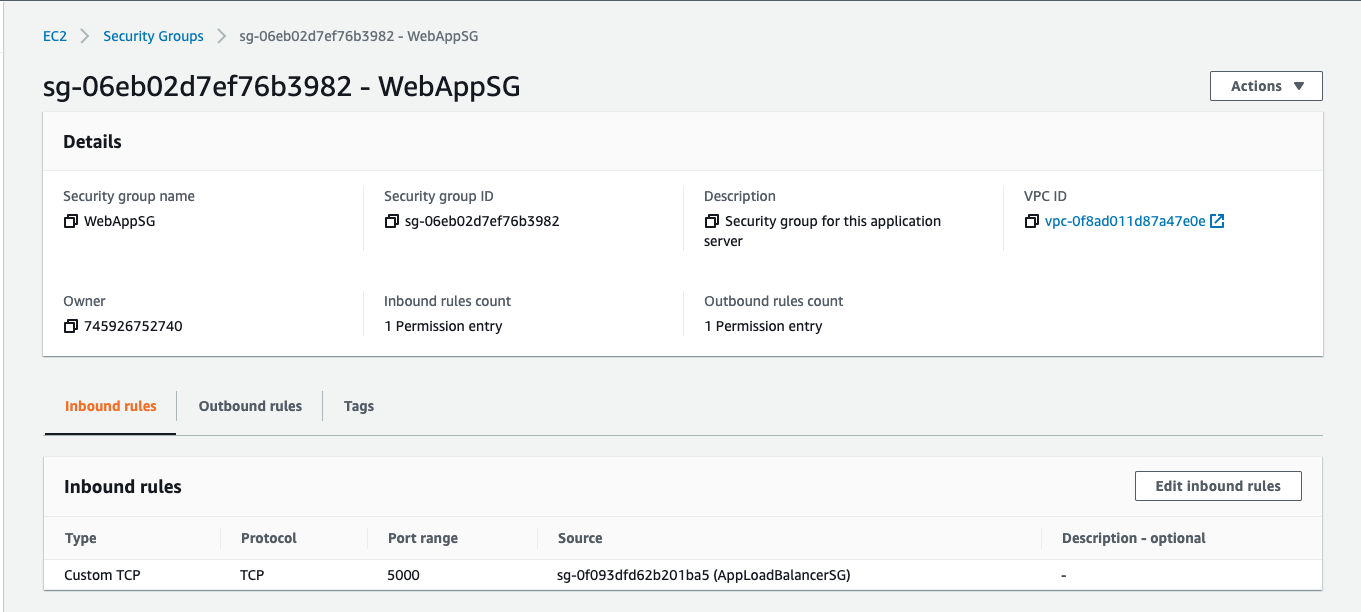 EC2 > Security Groups > sg-06eb02d7ef76b3982 - WebAppSG
sg-06eb02d7ef76b3982 - WebAppSG
Actions ▼
Details
Security group name
WebAppSG
Security group ID
sg-06eb02d7ef76b3982
Description
Security group for this application
server
VPC ID
vpc-0f8ad011d87a47e0e
Owner
745926752740
Inbound rules count
1 Permission entry
Outbound rules count
1 Permission entry
Inbound rules Outbound rules Tags
Inbound rules
Edit inbound rules
Type Protocol Port range Source Description - optional
Custom TCP TCP 5000 sg-0f093dfd62b201ba5 (AppLoadBalancerSG) -